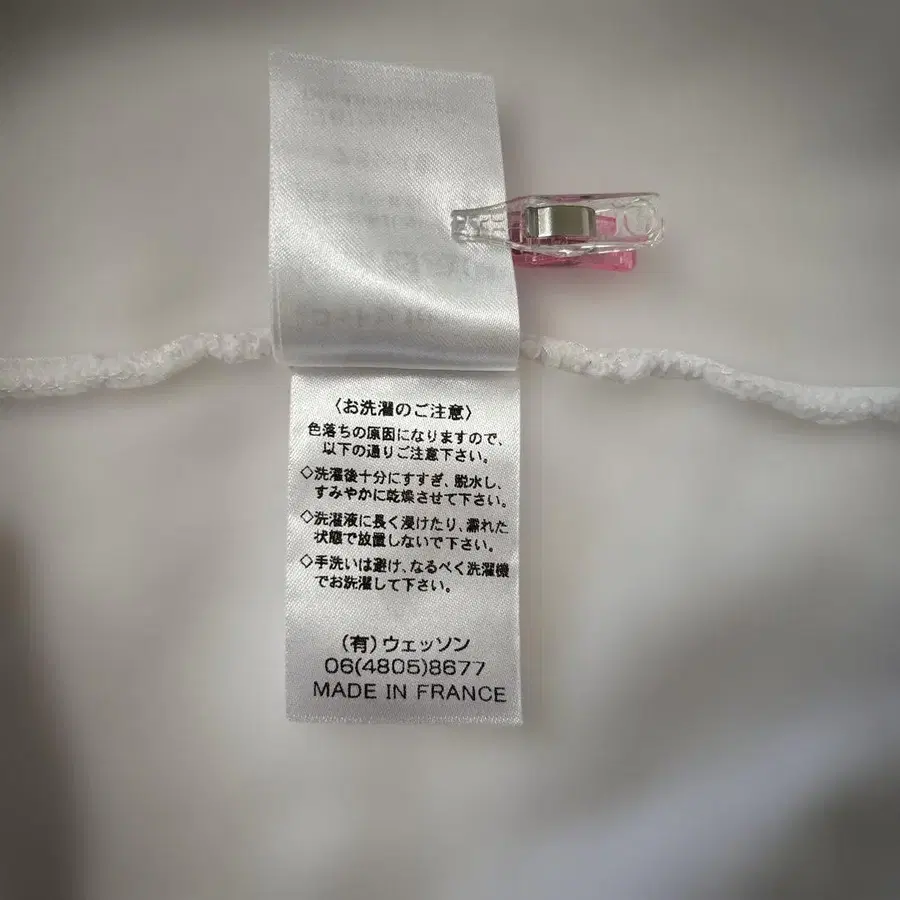 〈お洗濯のご注意〉
色落ちの原因になりますので、
以下の通りご注意下さい。
◇洗濯後十分にすすぎ、脱水し、
すみやかに乾燥させて下さい。
◇洗濯液に長く浸けたり、濡れた
状態で放置しないで下さい。
◇手洗いは避け、なるべく洗濯機
でお洗濯して下さい。
(有)ウェッソン
06(4805)8677
MADE IN FRANCE